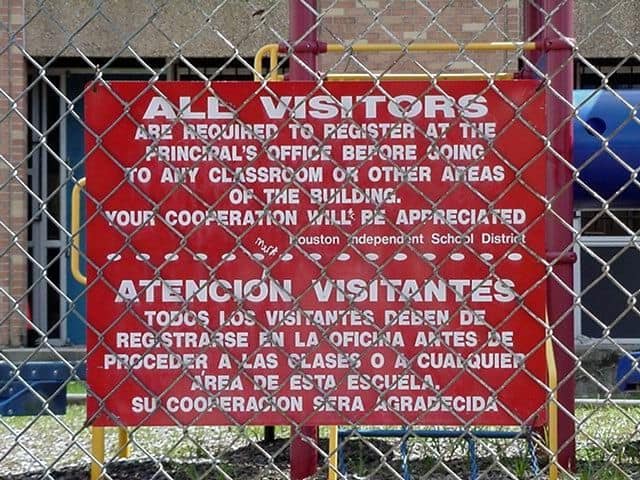 ALL VISITORS
ARE REQUIRED TO REGISTER AT THE
PRINCIPAL'S OFFICE BEFORE GOING
TO ANY CLASSROOM OR OTHER AREAS
OF THE BUILDING.
YOUR COOPERATION WILL BE APPRECIATED
Houston Independent School District
ATENCIÓN VISITANTES
TODOS LOS VISITANTES DEBEN DE
REGISTRARSE EN LA OFICINA ANTES DE
PROCEDER A LAS CLASES O A CUALQUIER
ÁREA DE ESTA ESCUELA.
SU COOPERACION SERA AGRADECIDA